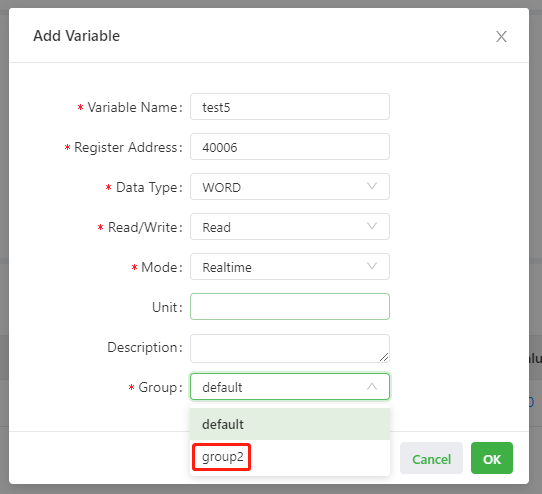 Add Variable
* Variable Name: test5
* Register Address: 40006
* Data Type: WORD
* Read/Write: Read
* Mode: Realtime
Unit:
Description:
* Group: default
default
group2
Cancel OK